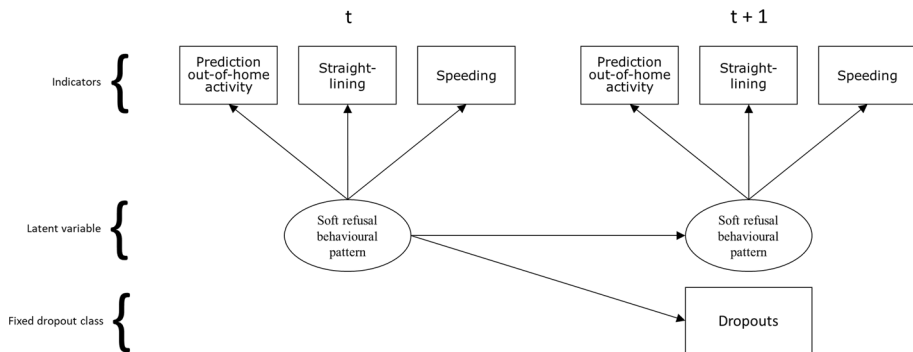 t
t + 1
Indicators
Prediction
out-of-home
activity
Straight-
lining
Speeding
Prediction
out-of-home
activity
Straight-
lining
Speeding
Latent variable
Soft refusal
behavioural
pattern
Soft refusal
behavioural
pattern
Fixed dropout class
Dropouts